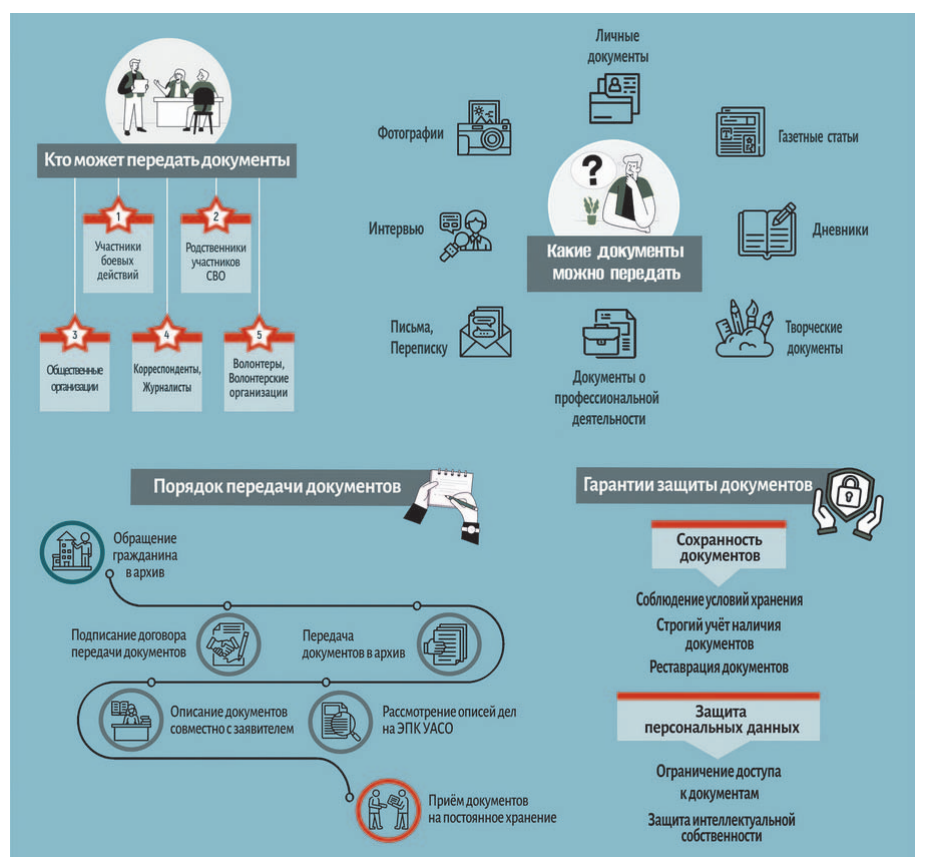 Кто может передать документы
1
Участники
боевых
действий
2
Родственники
участников
СВО
3
Общественные
организации
4
Корреспонденты,
Журналисты
5
Волонтеры,
Волонтерские
организации
?
Какие документы
можно передать
Личные
документы
Фотографии
Газетные статьи
Интервью
Дневники
Письма,
Переписку
Творческие
документы
Документы о
профессиональной
деятельности
Порядок передачи документов
Обращение
гражданина
в архив
Подписание договора
передачи документов
Передача
документов в архив
Описание документов
совместно с заявителем
Рассмотрение описей дел
на ЭПК УАСО
Приём документов
на постоянное хранение
Гарантии защиты документов
Сохранность
документов
Соблюдение условий хранения
Строгий учёт наличия
документов
Реставрация документов
Защита
персональных данных
Ограничение доступа
к документам
Защита интеллектуальной
собственности